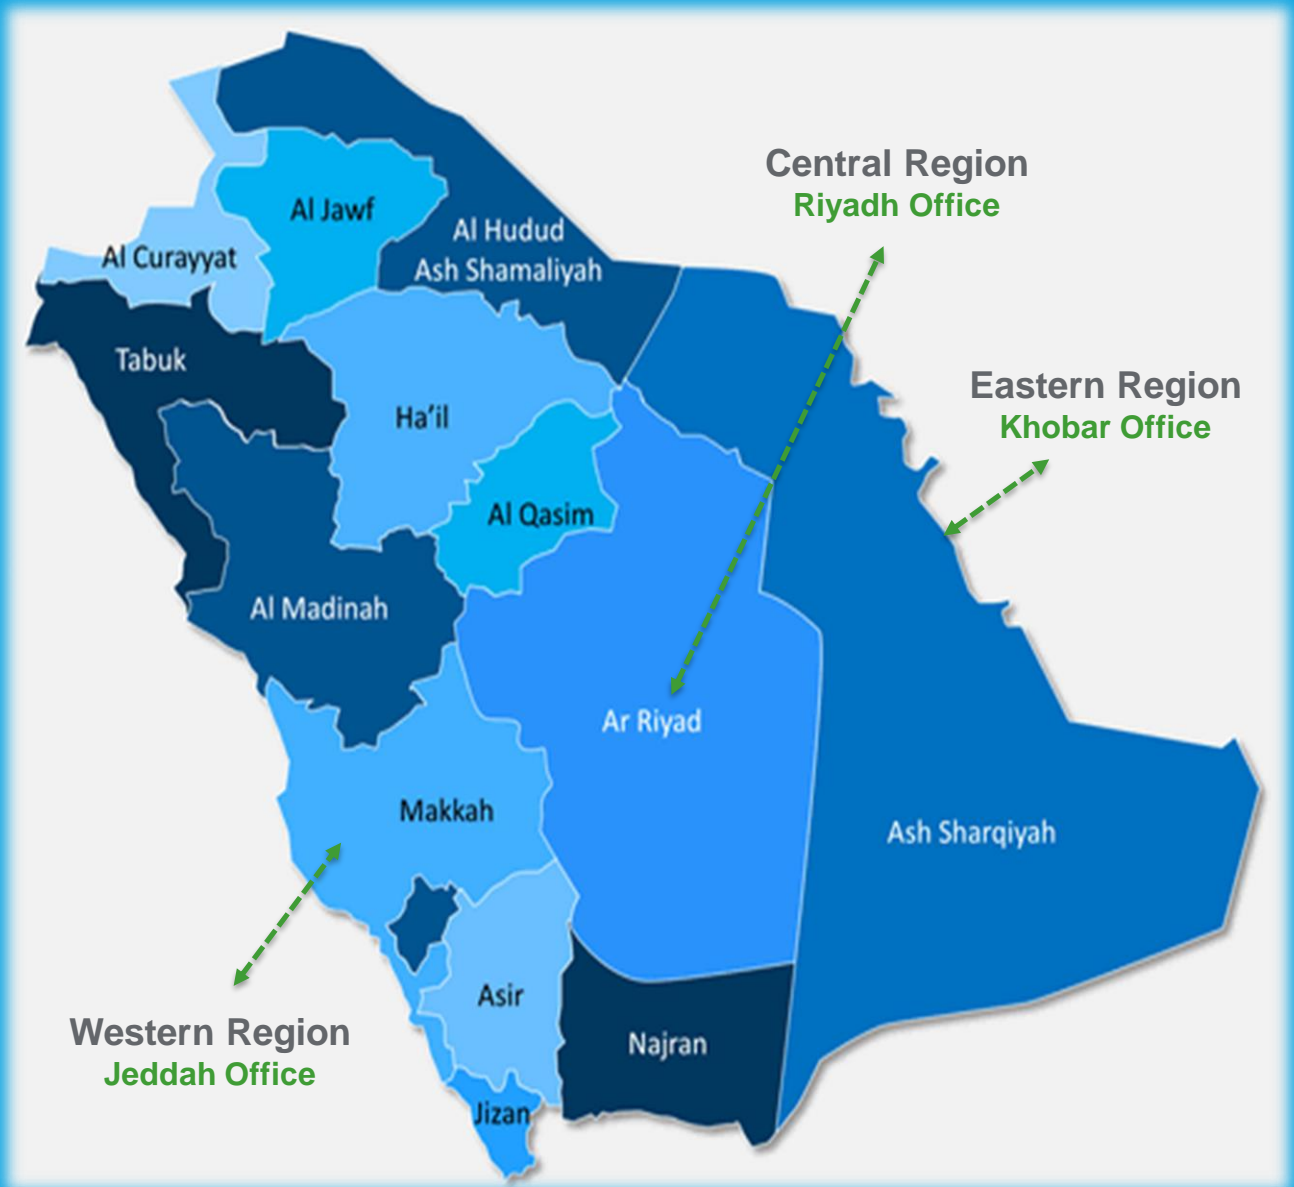 Central Region
Riyadh Office
Al Jawf
Al Hudud
Ash Shamaliyah
Al Curayyat
Tabuk
Eastern Region
Khobar Office
Ha'il
Al Qasim
Al Madinah
Ar Riyad
Makkah
Ash Sharqiyah
Asir
Western Region
Jeddah Office
Najran
Jizan